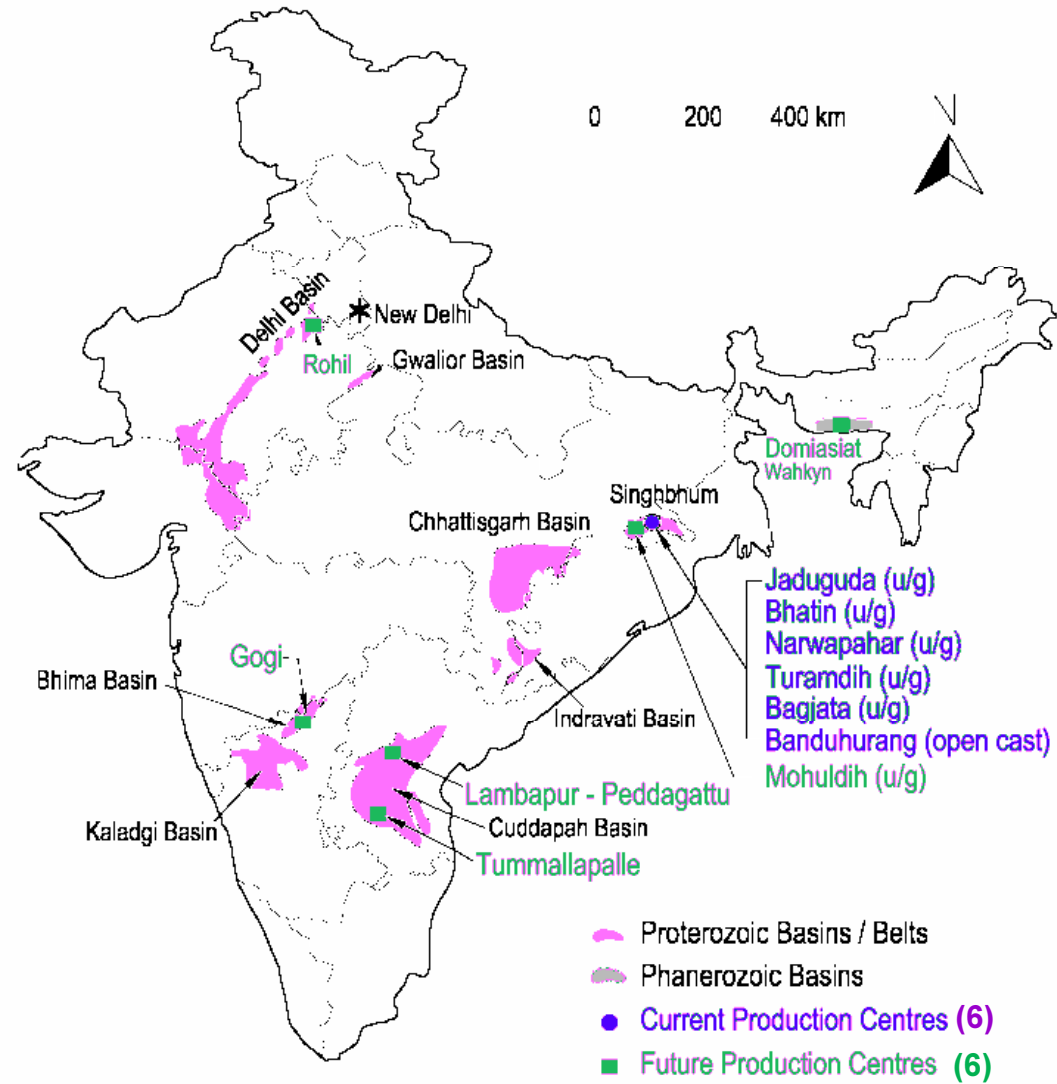 0 200 400 km
N
Delhi Basin
New Delhi
Rohil
Gwalior Basin
Domiasiat
Wahkyn
Singhbhum
Chhattisgarh Basin
Jaduguda (u/g)
Bhatin (u/g)
Narwapahar (u/g)
Turamdih (u/g)
Bagjata (u/g)
Banduhurang (open cast)
Mohuldih (u/g)
Gogi
Bhima Basin
Indravati Basin
Lambapur - Peddagattu
Kaladgi Basin
Cuddapah Basin
Tummallapalle
Proterozoic Basins / Belts
Phanerozoic Basins
Current Production Centres (6)
Future Production Centres (6)